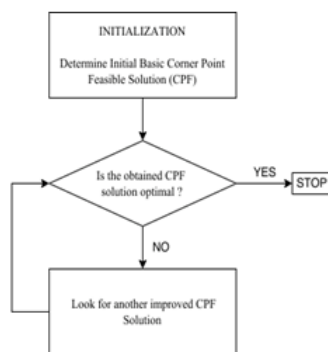 INITIALIZATION
Determine Initial Basic Corner Point
Feasible Solution (CPF)
Is the obtained CPF
solution optimal ?
YES
STOP
NO
Look for another improved CPF
Solution